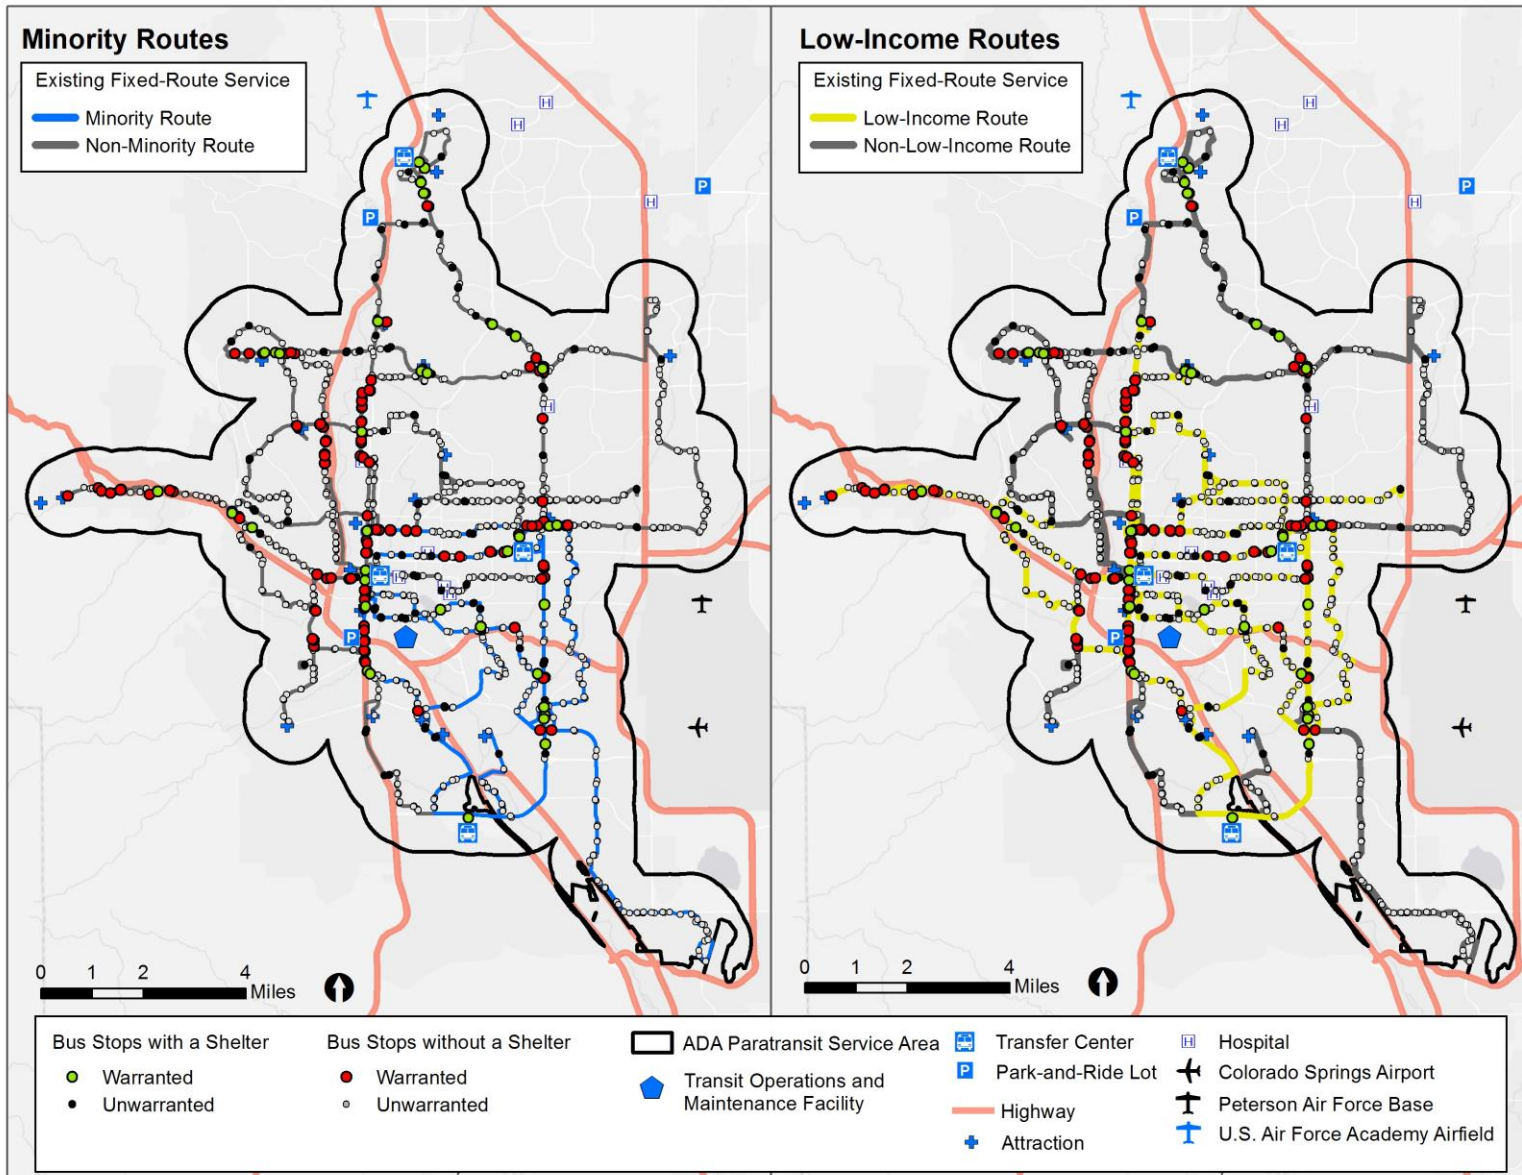 Minority Routes
Existing Fixed-Route Service
Minority Route
Non-Minority Route
H
H
H
P
P
H
H
H
H
H
P
0 1 2 4
Miles
Low-Income Routes
Existing Fixed-Route Service
Low-Income Route
Non-Low-Income Route
H
H
H
P
P
H
H
H
H
H
P
0 1 2 4
Miles
Bus Stops with a Shelter
Warranted
Unwarranted
Bus Stops without a Shelter
Warranted
Unwarranted
ADA Paratransit Service Area
Transit Operations and
Maintenance Facility
Transfer Center
P Park-and-Ride Lot
Highway
Attraction
H Hospital
Colorado Springs Airport
Peterson Air Force Base
U.S. Air Force Academy Airfield